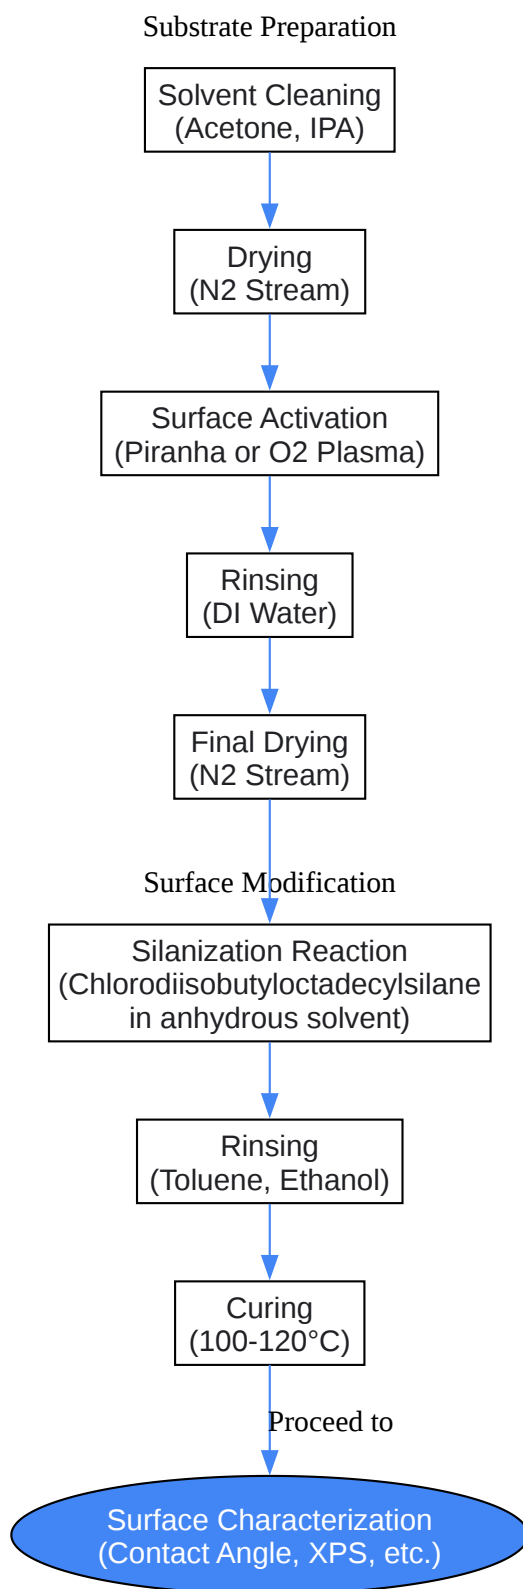 Substrate Preparation
Solvent Cleaning
(Acetone, IPA)
Drying
(N2 Stream)
Surface Activation
(Piranha or O2 Plasma)
Rinsing
(DI Water)
Final Drying
(N2 Stream)
Surface Modification
Silanization Reaction
(Chlorodiisobutyloctadecylsilane
in anhydrous solvent)
Rinsing
(Toluene, Ethanol)
Curing
(100-120°C)
Proceed to
Surface Characterization
(Contact Angle, XPS, etc.)